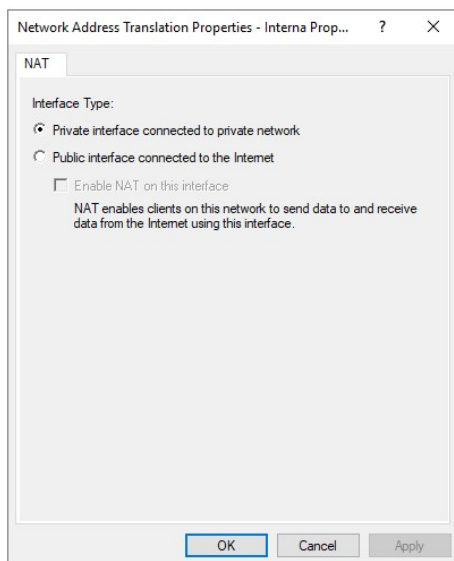 Network Address Translation Properties - Interna Prop...
?
NAT
Interface Type:
Private interface connected to private network
Public interface connected to the Internet
Enable NAT on this interface
NAT enables clients on this network to send data to and receive
data from the Internet using this interface.
OK
Cancel
Apply